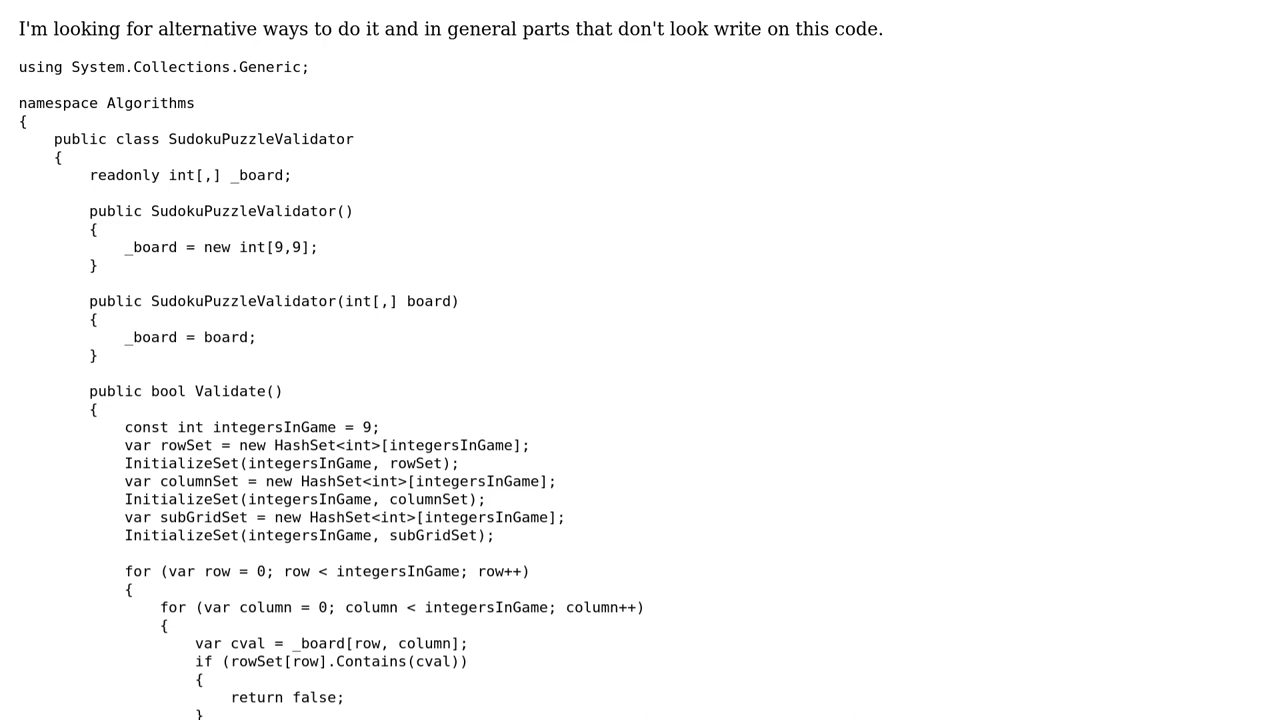 I'm looking for alternative ways to do it and in general parts that don't look write on this code.
using System.Collections.Generic;
namespace Algorithms
{
    public class SudokuPuzzleValidator
    {
        readonly int[,] _board;
        public SudokuPuzzleValidator()
        {
            _board = new int[9,9];
        }
        public SudokuPuzzleValidator(int[,] board)
        {
            _board = board;
        }
        public bool Validate()
        {
            const int integersInGame = 9;
            var rowSet = new HashSet<int>[integersInGame];
            InitializeSet(integersInGame, rowSet);
            var columnSet = new HashSet<int>[integersInGame];
            InitializeSet(integersInGame, columnSet);
            var subGridSet = new HashSet<int>[integersInGame];
            InitializeSet(integersInGame, subGridSet);
            for (var row = 0; row < integersInGame; row++)
            {
                for (var column = 0; column < integersInGame; column++)
                {
                    var cval = _board[row, column];
                    if (rowSet[row].Contains(cval))
                    {
                        return false;
                    }